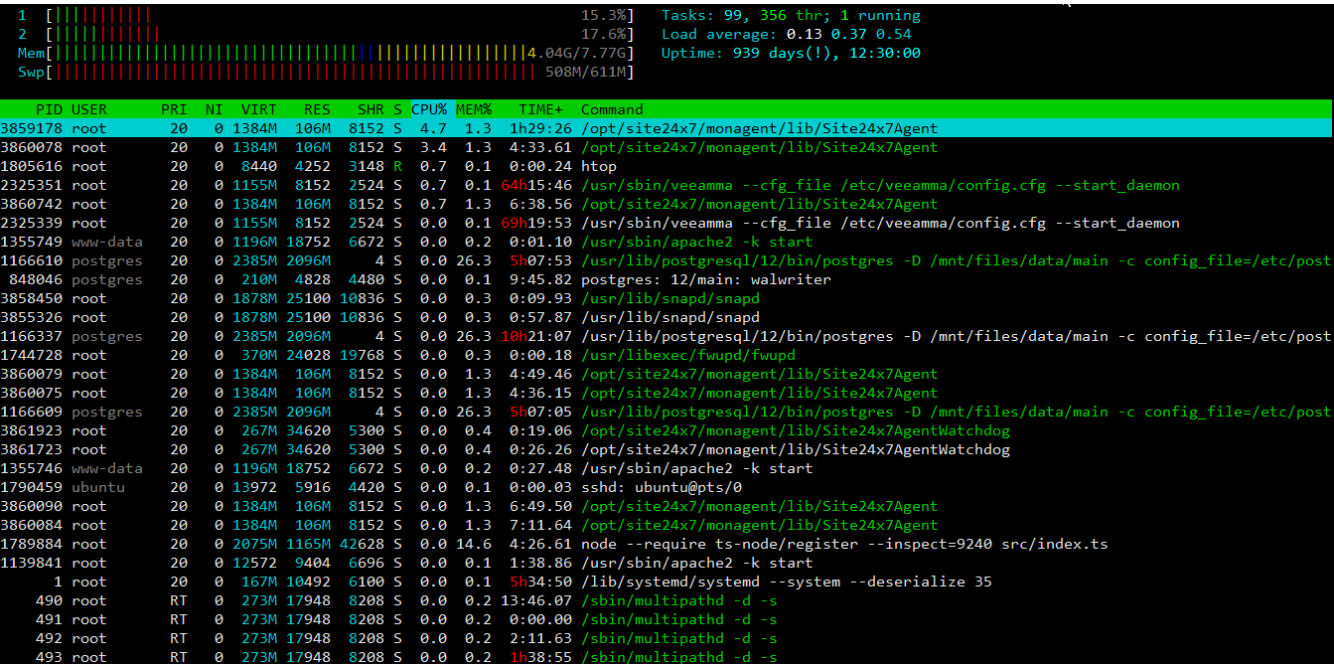 1 [|||||||||||| 15.3%] Tasks: 99, 356 thr; 1 running
2 [||||||||||||| 17.6%] Load average: 0.13 0.37 0.54
Mem[||||||||||||||||||||||||||||||||||||||||||||||||||||4.04G/7.77G] Uptime: 939 days(!), 12:30:00
Swp[|||||||||||||||||||||||||||||||||||||||||||||||||||| 508M/611M]
PID USER PRI NI VIRT RES SHR S CPU% MEM% TIME+ Command
3859178 root 20 0 1384M 106M 8152 S 4.7 1.3 1h29:26 /opt/site24x7/monagent/lib/Site24x7Agent
3860078 root 20 0 1384M 106M 8152 S 3.4 1.3 4:33.61 /opt/site24x7/monagent/lib/Site24x7Agent
1805616 root 20 0 8440 4252 3148 R 0.7 0.1 0:00.24 htop
2325351 root 20 0 1155M 8152 2524 S 0.7 0.1 64h15:46 /usr/sbin/veeamma --cfg_file /etc/veeamma/config.cfg --start_daemon
3860742 root 20 0 1384M 106M 8152 S 0.7 1.3 6:38.56 /opt/site24x7/monagent/lib/Site24x7Agent
2325339 root 20 0 1155M 8152 2524 S 0.0 0.1 69h19:53 /usr/sbin/veeamma --cfg_file /etc/veeamma/config.cfg --start_daemon
1355749 www-data 20 0 1196M 18752 6672 S 0.0 0.2 0:01.10 /usr/sbin/apache2 -k start
1166610 postgres 20 0 2385M 2096M 4 S 0.0 26.3 5h07:53 /usr/lib/postgresql/12/bin/postgres -D /mnt/files/data/main -c config_file=/etc/post
848046 postgres 20 0 210M 4828 4480 S 0.0 0.1 9:45.82 postgres: 12/main: walwriter
3858450 root 20 0 1878M 25100 10836 S 0.0 0.3 0:09.93 /usr/lib/snapd/snapd
3855326 root 20 0 1878M 25100 10836 S 0.0 0.3 0:57.87 /usr/lib/snapd/snapd
1166337 postgres 20 0 2385M 2096M 4 S 0.0 26.3 10h21:07 /usr/lib/postgresql/12/bin/postgres -D /mnt/files/data/main -c config_file=/etc/post
1744728 root 20 0 370M 24028 19768 S 0.0 0.3 0:00.18 /usr/libexec/fwupd/fwupd
3860079 root 20 0 1384M 106M 8152 S 0.0 1.3 4:49.46 /opt/site24x7/monagent/lib/Site24x7Agent
3860075 root 20 0 1384M 106M 8152 S 0.0 1.3 4:36.15 /opt/site24x7/monagent/lib/Site24x7Agent
1166609 postgres 20 0 2385M 2096M 4 S 0.0 26.3 5h07:05 /usr/lib/postgresql/12/bin/postgres -D /mnt/files/data/main -c config_file=/etc/post
3861923 root 20 0 267M 34620 5300 S 0.0 0.4 0:19.06 /opt/site24x7/monagent/lib/Site24x7AgentWatchdog
3861723 root 20 0 267M 34620 5300 S 0.0 0.4 0:26.26 /opt/site24x7/monagent/lib/Site24x7AgentWatchdog
1355746 www-data 20 0 1196M 18752 6672 S 0.0 0.2 0:27.48 /usr/sbin/apache2 -k start
1790459 ubuntu 20 0 13972 5916 4420 S 0.0 0.1 0:00.03 sshd: ubuntu@pts/0
3860090 root 20 0 1384M 106M 8152 S 0.0 1.3 6:49.50 /opt/site24x7/monagent/lib/Site24x7Agent
3860084 root 20 0 1384M 106M 8152 S 0.0 1.3 7:11.64 /opt/site24x7/monagent/lib/Site24x7Agent
1789884 root 20 0 2075M 1165M 42628 S 0.0 14.6 4:26.61 node --require ts-node/register --inspect=9240 src/index.ts
1139841 root 20 0 12572 9404 6696 S 0.0 0.1 1:38.86 /usr/sbin/apache2 -k start
1 root 20 0 167M 10492 6100 S 0.0 0.1 5h34:50 /lib/systemd/systemd --system --deserialize 35
490 root RT 0 273M 17948 8208 S 0.0 0.2 13:46.07 /sbin/multipathd -d -s
491 root RT 0 273M 17948 8208 S 0.0 0.2 0:00.00 /sbin/multipathd -d -s
492 root RT 0 273M 17948 8208 S 0.0 0.2 2:11.63 /sbin/multipathd -d -s
493 root RT 0 273M 17948 8208 S 0.0 0.2 1h38:55 /sbin/multipathd -d -s